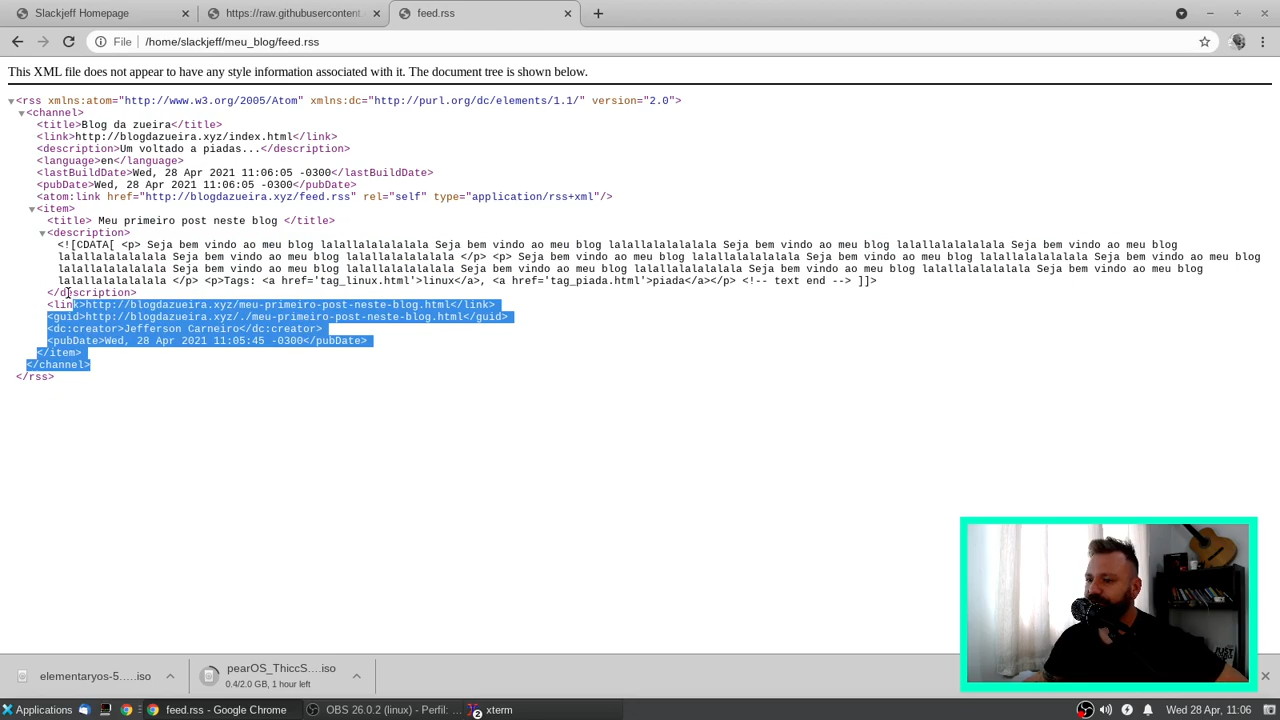 Slackjeff Homepage
https://raw.githubusercontent.
feed.rss
File
/home/slackjeff/meu_blog/feed.rss
This XML file does not appear to have any style information associated with it. The document tree is shown below.
<rss xmlns:atom="http://www.w3.org/2005/Atom" xmlns:dc="http://purl.org/dc/elements/1.1/" version="2.0">
<channel>
<title>Blog da zueira</title>
<link>http://blogdazueira.xyz/index.html</link>
<description>Um voltado a piadas...</description>
<language>en</language>
<lastBuildDate>Wed, 28 Apr 2021 11:06:05 -0300</lastBuildDate>
<pubDate>Wed, 28 Apr 2021 11:06:05 -0300</pubDate>
<atom:link href="http://blogdazueira.xyz/feed.rss" rel="self" type="application/rss+xml"/>
<item>
<title> Meu primeiro post neste blog </title>
<description>
<![CDATA[ <p> Seja bem vindo ao meu blog lalallalalalalala Seja bem vindo ao meu blog lalallalalalalala Seja bem vindo ao meu blog lalallalalalalala Seja bem vindo ao meu blog
lalallalalalalala Seja bem vindo ao meu blog lalallalalalalala </p> <p> Seja bem vindo ao meu blog lalallalalalalala Seja bem vindo ao meu blog lalallalalalalala Seja bem vindo ao meu blog
lalallalalalalala Seja bem vindo ao meu blog lalallalalalalala Seja bem vindo ao meu blog lalallalalalalala Seja bem vindo ao meu blog lalallalalalalala Seja bem vindo ao meu blog
lalallalalalalala </p> <p>Tags: <a href='tag_linux.html'>linux</a>, <a href='tag_piada.html'>piada</a></p> <!-- text end --> ]]>
</description>
<link>http://blogdazueira.xyz/meu-primeiro-post-neste-blog.html</link>
<guid>http://blogdazueira.xyz/./meu-primeiro-post-neste-blog.html</guid>
<dc:creator>Jefferson Carneiro</dc:creator>
<pubDate>Wed, 28 Apr 2021 11:05:45 -0300</pubDate>
</item>
</channel>
</rss>
elementaryos-5.....iso
pearOS_ThiccS....iso
0.4/2.0 GB, 1 hour left
Applications
feed.rss - Google Chrome
OBS 26.0.2 (linux) - Perfil: ...
2
xterm
Wed 28 Apr, 11:06